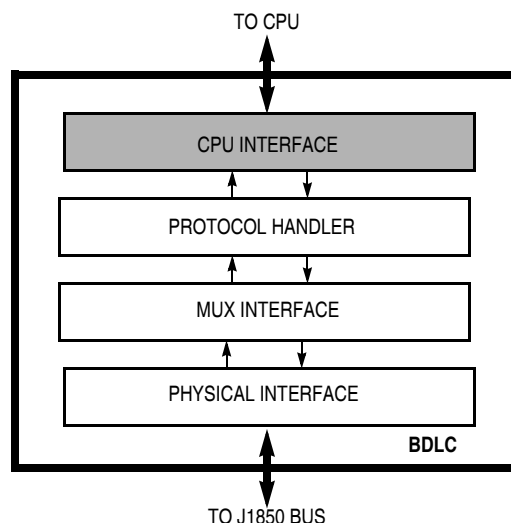 TO CPU
CPU INTERFACE
PROTOCOL HANDLER
MUX INTERFACE
PHYSICAL INTERFACE
BDLC
TO J1850 BUS